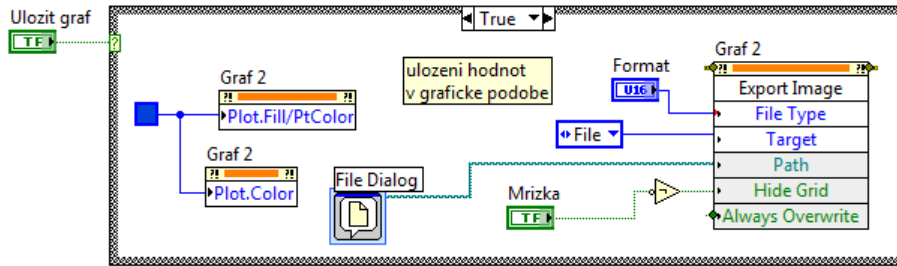 Ulozit graf
TF
?
True
Graf 2
?! ?!
Plot.Fill/PtColor
Graf 2
?! ?!
Plot.Color
ulozeni hodnot
v graficke podobe
File Dialog
Format
U16
File
Mrizka
TF
Graf 2
?! ?!
Export Image
File Type
Target
Path
Hide Grid
Always Overwrite